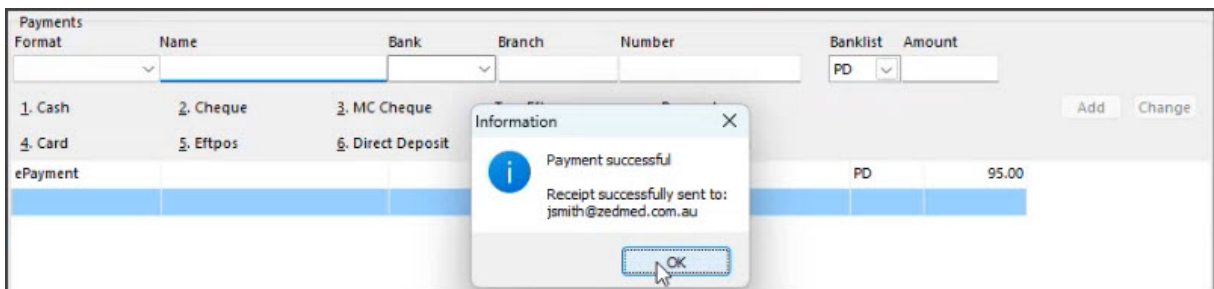 Payments
Format Name Bank Branch Number Banklist Amount
PD
1. Cash 2. Cheque 3. MC Cheque Add Change
Information
4. Card 5. Eftpos 6. Direct Deposit
Payment successful
ePayment PD 95.00
Receipt successfully sent to:
jsmith@zedmed.com.au
OK